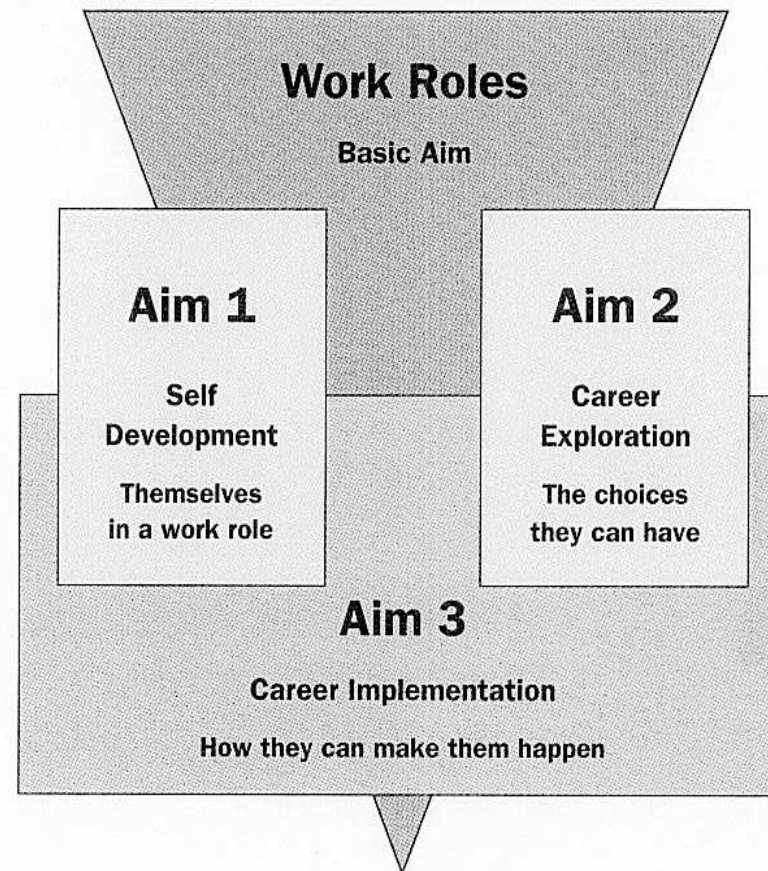 Work Roles
Basic Aim
Aim 1
Self
Development
Themselves
in a work role
Aim 2
Career
Exploration
The choices
they can have
Aim 3
Career Implementation
How they can make them happen